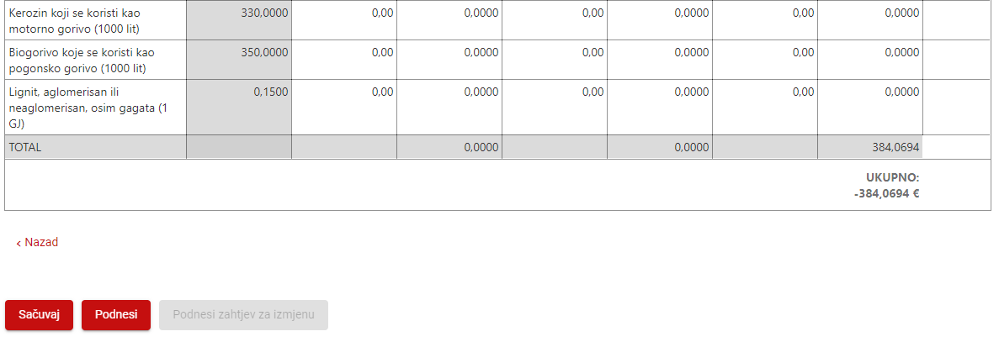 Kerozin koji se koristi kao 330,0000 0,00 0,0000 0,00 0,0000 0,00 0,0000
motorno gorivo (1000 lit)
Biogorivo koje se koristi kao 350,0000 0,00 0,0000 0,00 0,0000 0,00 0,0000
pogonsko gorivo (1000 lit)
Lignit, aglomerisan ili 0,1500 0,00 0,0000 0,00 0,0000 0,00 0,0000
neaglomerisan, osim gagata (1
GJ)
TOTAL 0,0000 0,0000 384,0694
UKUPNO:
-384,0694 €
‹ Nazad
Sačuvaj Podnesi Podnesi zahtjev za izmjenu